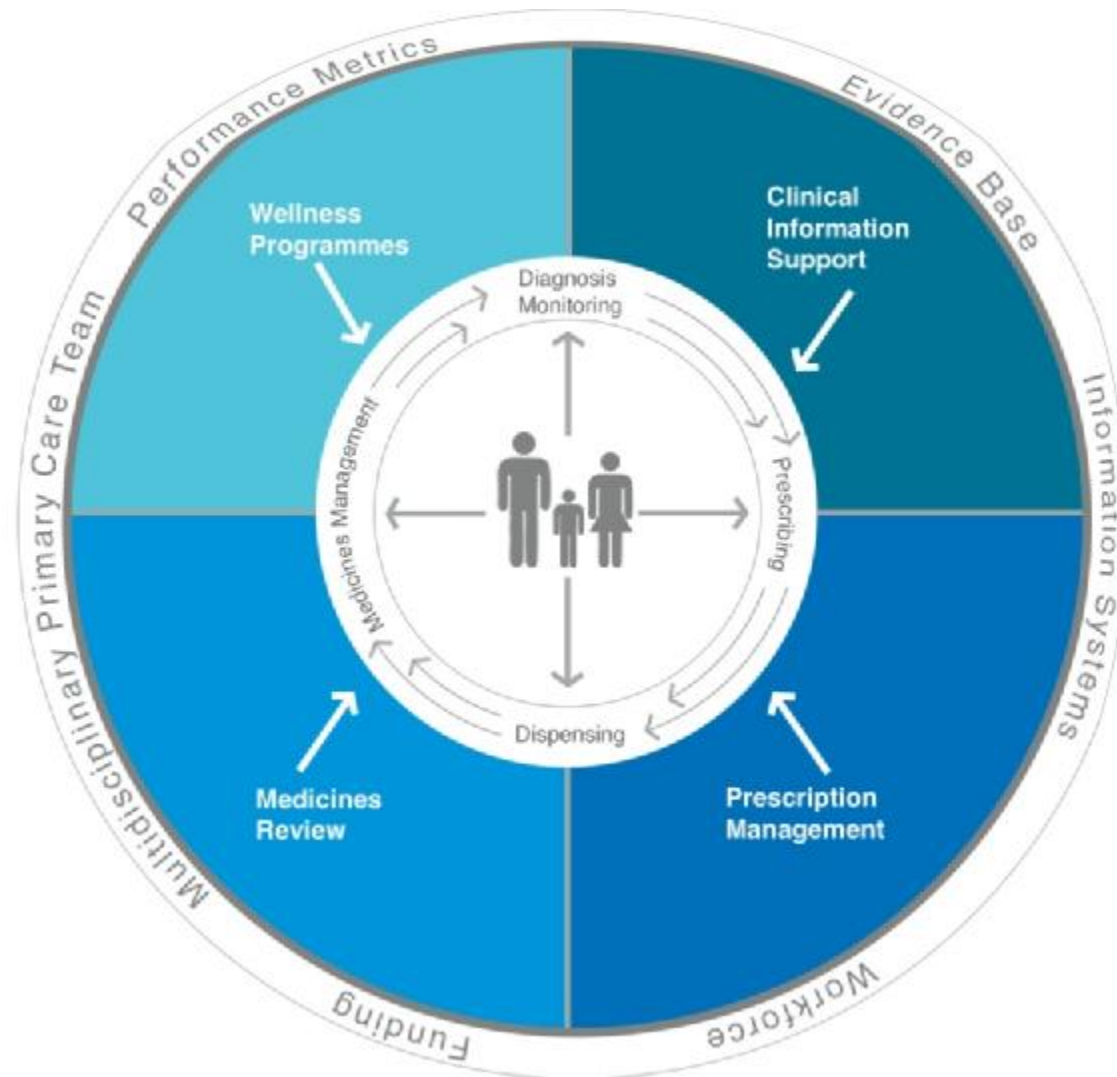 Performance Metrics
Evidence Base
Information Systems
Workforce
Funding
Multidisciplinary Primary Care Team
Wellness
Programmes
Clinical
Information
Support
Diagnosis
Monitoring
Prescribing
Dispensing
Medicines Management
Medicines
Review
Prescription
Management